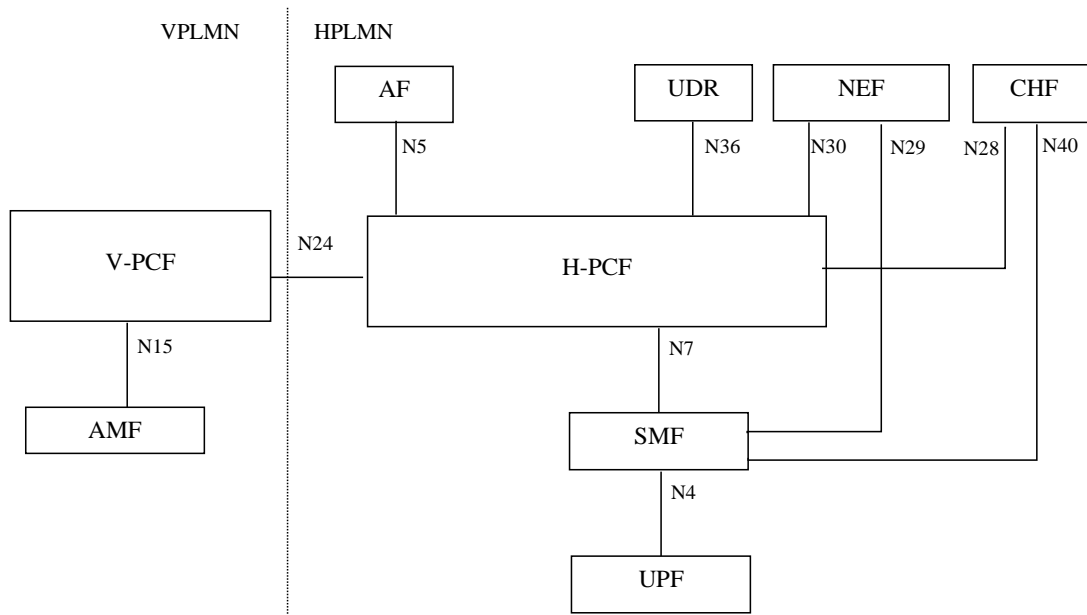 VPLMN HPLMN
AF UDR NEF CHF
N5 N36 N30 N29 N28 N40
N24
V-PCF H-PCF
N15 N7
AMF SMF
N4
UPF